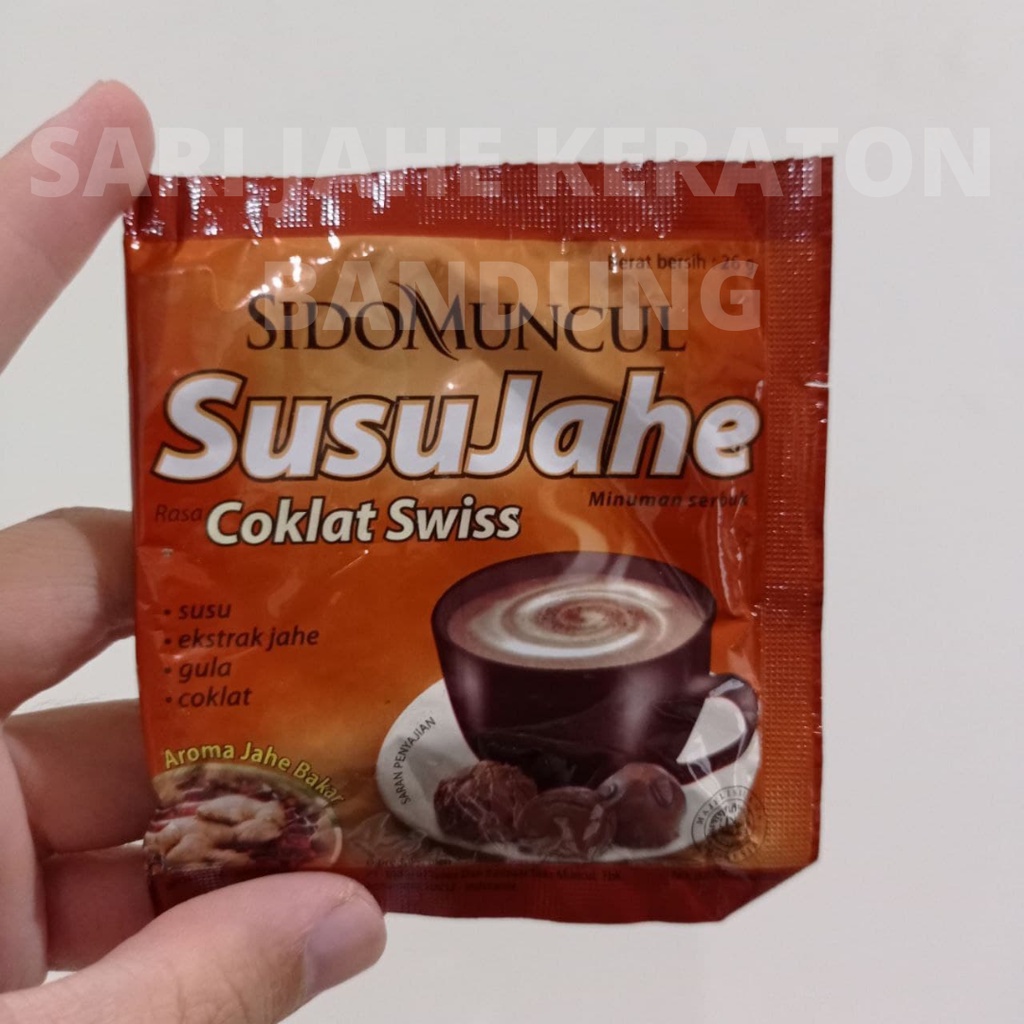 SARI JAHE KERATON
BANDUNG
Berat bersih : 26 g
SIDOMUNCUL
SusuJahe
Minuman serbuk
Rasa Coklat Swiss
• susu
• ekstrak jahe
• gula
• coklat
Aroma Jahe Bakar
SARAN PENYAJIAN